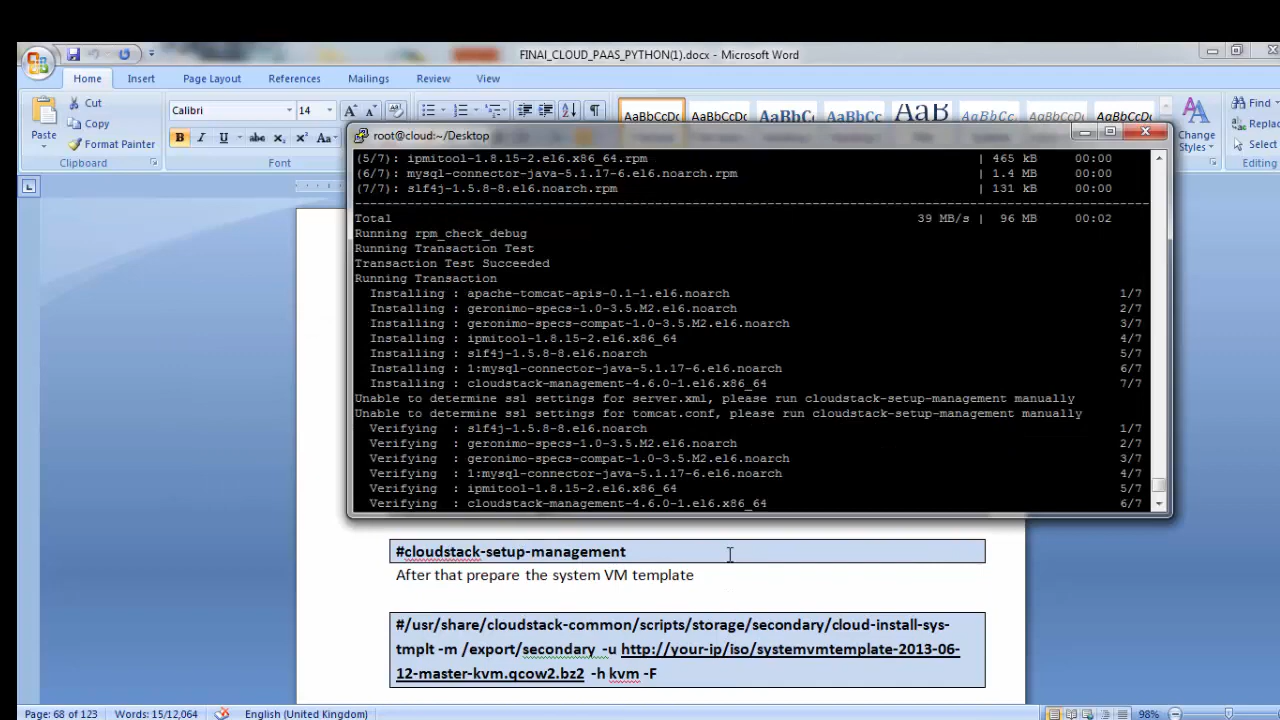 FINAL_CLOUD_PAAS_PYTHON(1).docx - Microsoft Word
Home Insert Page Layout References Mailings Review View
Cut
Copy
Format Painter
Paste
Clipboard
Calibri 14
B I U abc x₂ x² Aa
Font
AaBbCcDc AaBbCcDc AaBbC AaBbCc AaB AaBbCc AaBbCcDc AaBbCcDc
Change Styles
Find
Replac
Select
Editing
root@cloud:~/Desktop
(5/7): ipmitool-1.8.15-2.el6.x86_64.rpm | 465 kB 00:00
(6/7): mysql-connector-java-5.1.17-6.el6.noarch.rpm | 1.4 MB 00:00
(7/7): slf4j-1.5.8-8.el6.noarch.rpm | 131 kB 00:00
Total 39 MB/s | 96 MB 00:02
Running rpm_check_debug
Running Transaction Test
Transaction Test Succeeded
Running Transaction
Installing : apache-tomcat-apis-0.1-1.el6.noarch 1/7
Installing : geronimo-specs-1.0-3.5.M2.el6.noarch 2/7
Installing : geronimo-specs-compat-1.0-3.5.M2.el6.noarch 3/7
Installing : ipmitool-1.8.15-2.el6.x86_64 4/7
Installing : slf4j-1.5.8-8.el6.noarch 5/7
Installing : 1:mysql-connector-java-5.1.17-6.el6.noarch 6/7
Installing : cloudstack-management-4.6.0-1.el6.x86_64 7/7
Unable to determine ssl settings for server.xml, please run cloudstack-setup-management manually
Unable to determine ssl settings for tomcat.conf, please run cloudstack-setup-management manually
Verifying : slf4j-1.5.8-8.el6.noarch 1/7
Verifying : geronimo-specs-1.0-3.5.M2.el6.noarch 2/7
Verifying : geronimo-specs-compat-1.0-3.5.M2.el6.noarch 3/7
Verifying : 1:mysql-connector-java-5.1.17-6.el6.noarch 4/7
Verifying : ipmitool-1.8.15-2.el6.x86_64 5/7
Verifying : cloudstack-management-4.6.0-1.el6.x86_64 6/7
#cloudstack-setup-management
After that prepare the system VM template
#/usr/share/cloudstack-common/scripts/storage/secondary/cloud-install-sys-
tmplt -m /export/secondary -u http://your-ip/iso/systemvmtemplate-2013-06-
12-master-kvm.qcow2.bz2 -h kvm -F
Page: 68 of 123 Words: 15/12,064 English (United Kingdom) 98%